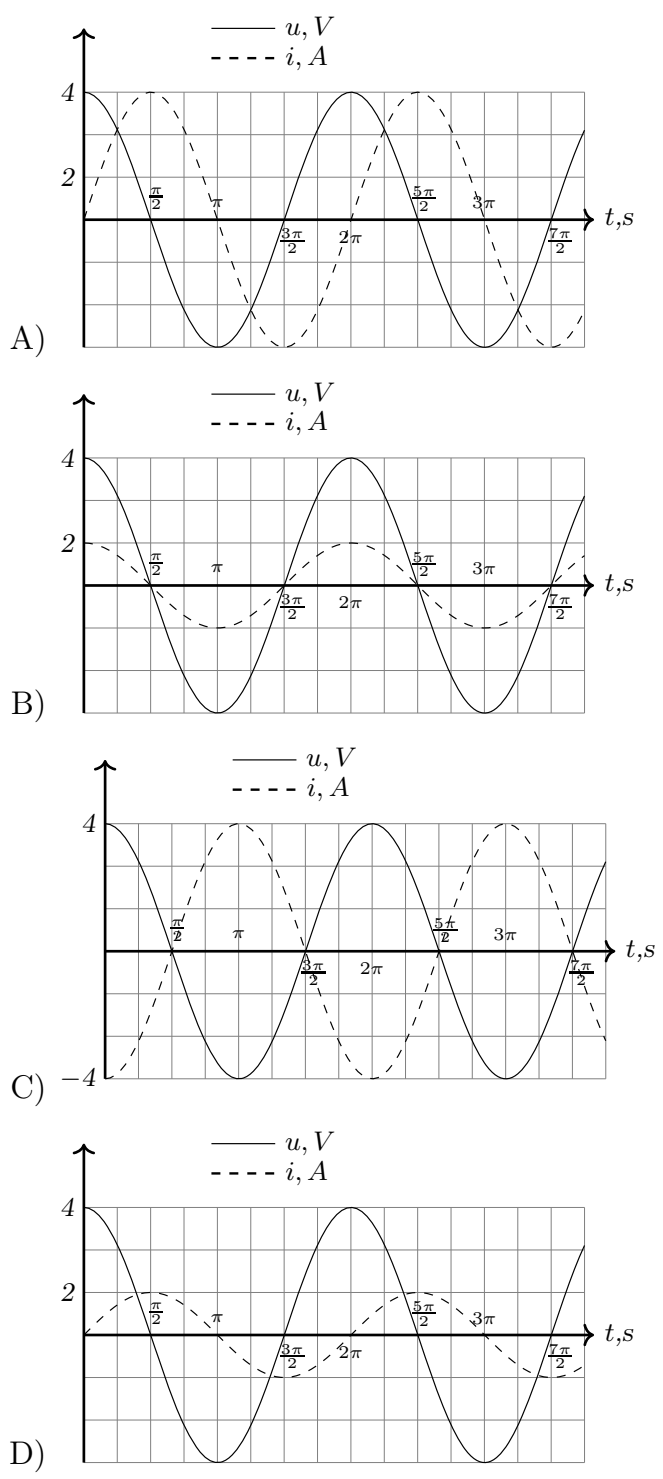 u, V
i, A
4
2
π/2
π
5π/2
3π
t,s
3π/2
2π
7π/2
A)
u, V
i, A
4
2
π/2
π
5π/2
3π
t,s
3π/2
2π
7π/2
B)
u, V
i, A
4
π/2
π
5π/2
3π
t,s
3π/2
2π
7π/2
C)
−4
u, V
i, A
4
2
π/2
π
5π/2
3π
t,s
3π/2
2π
7π/2
D)